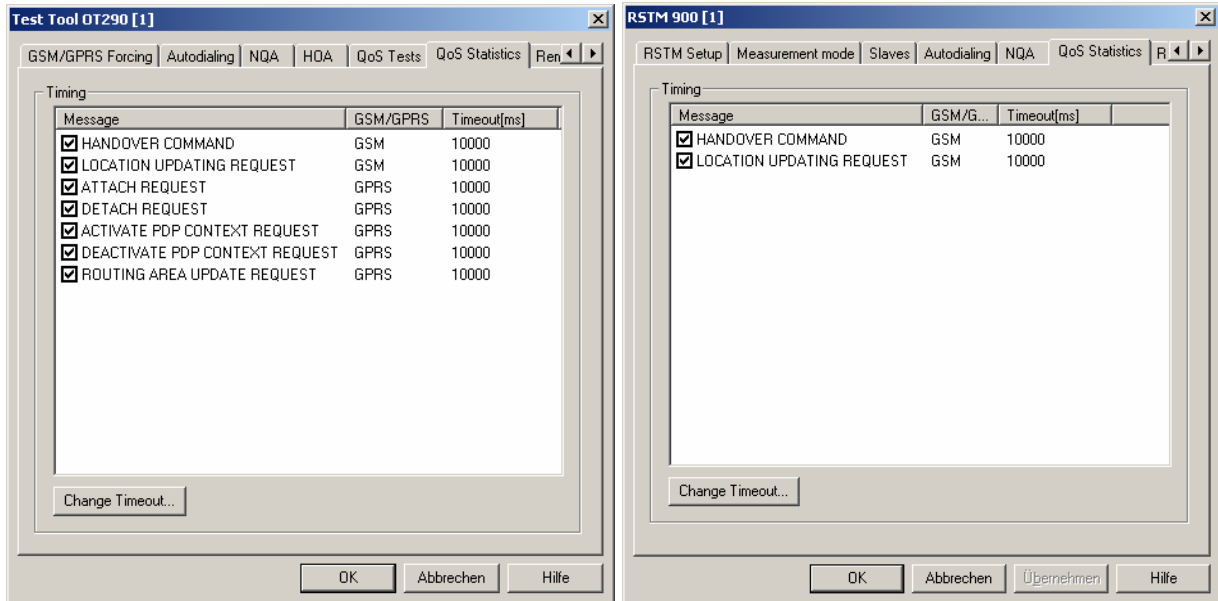 Test Tool OT290 [1]
GSM/GPRS Forcing Autodialing NQA HOA QoS Tests QoS Statistics Ren
Timing
Message GSM/GPRS Timeout[ms]
HANDOVER COMMAND GSM 10000
LOCATION UPDATING REQUEST GSM 10000
ATTACH REQUEST GPRS 10000
DETACH REQUEST GPRS 10000
ACTIVATE PDP CONTEXT REQUEST GPRS 10000
DEACTIVATE PDP CONTEXT REQUEST GPRS 10000
ROUTING AREA UPDATE REQUEST GPRS 10000
Change Timeout...
OK Abbrechen Hilfe
RSTM 900 [1]
RSTM Setup Measurement mode Slaves Autodialing NQA QoS Statistics R
Timing
Message GSM/G... Timeout[ms]
HANDOVER COMMAND GSM 10000
LOCATION UPDATING REQUEST GSM 10000
Change Timeout...
OK Abbrechen Übernehmen Hilfe